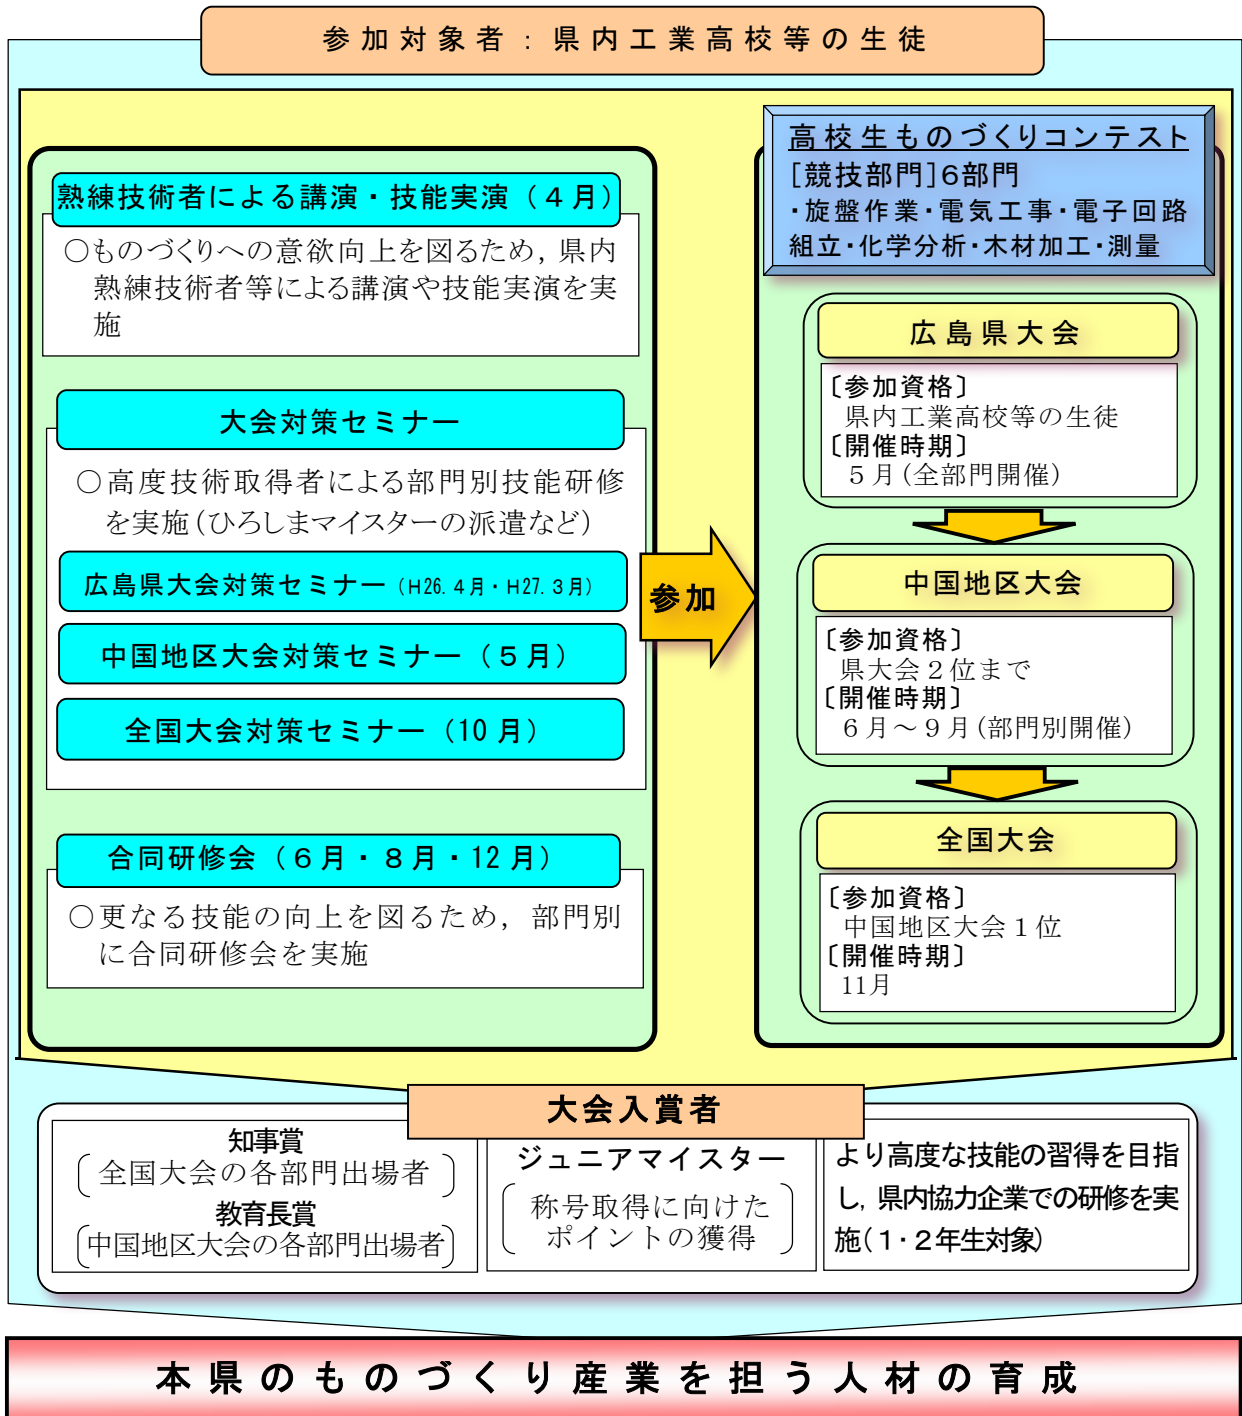 参加対象者：県内工業高校等の生徒
熟練技術者による講演・技能実演（４月）
○ものづくりへの意欲向上を図るため，県内
熟練技術者等による講演や技能実演を実
施
大会対策セミナー
○高度技術取得者による部門別技能研修
を実施（ひろしまマイスターの派遣など）
広島県大会対策セミナー（H26.４月・H27.３月）
中国地区大会対策セミナー（５月）
全国大会対策セミナー（10月）
合同研修会（６月・８月・12月）
○更なる技能の向上を図るため，部門別
に合同研修会を実施
参加
高校生ものづくりコンテスト
［競技部門］６部門
・旋盤作業・電気工事・電子回路
組立・化学分析・木材加工・測量
広島県大会
〔参加資格〕
県内工業高校等の生徒
〔開催時期〕
５月（全部門開催）
中国地区大会
〔参加資格〕
県大会２位まで
〔開催時期〕
６月～９月（部門別開催）
全国大会
〔参加資格〕
中国地区大会１位
〔開催時期〕
11月
大会入賞者
知事賞
全国大会の各部門出場者
教育長賞
中国地区大会の各部門出場者
ジュニアマイスター
称号取得に向けた
ポイントの獲得
より高度な技能の習得を目指
し，県内協力企業での研修を実
施（１・２年生対象）
本県のものづくり産業を担う人材の育成